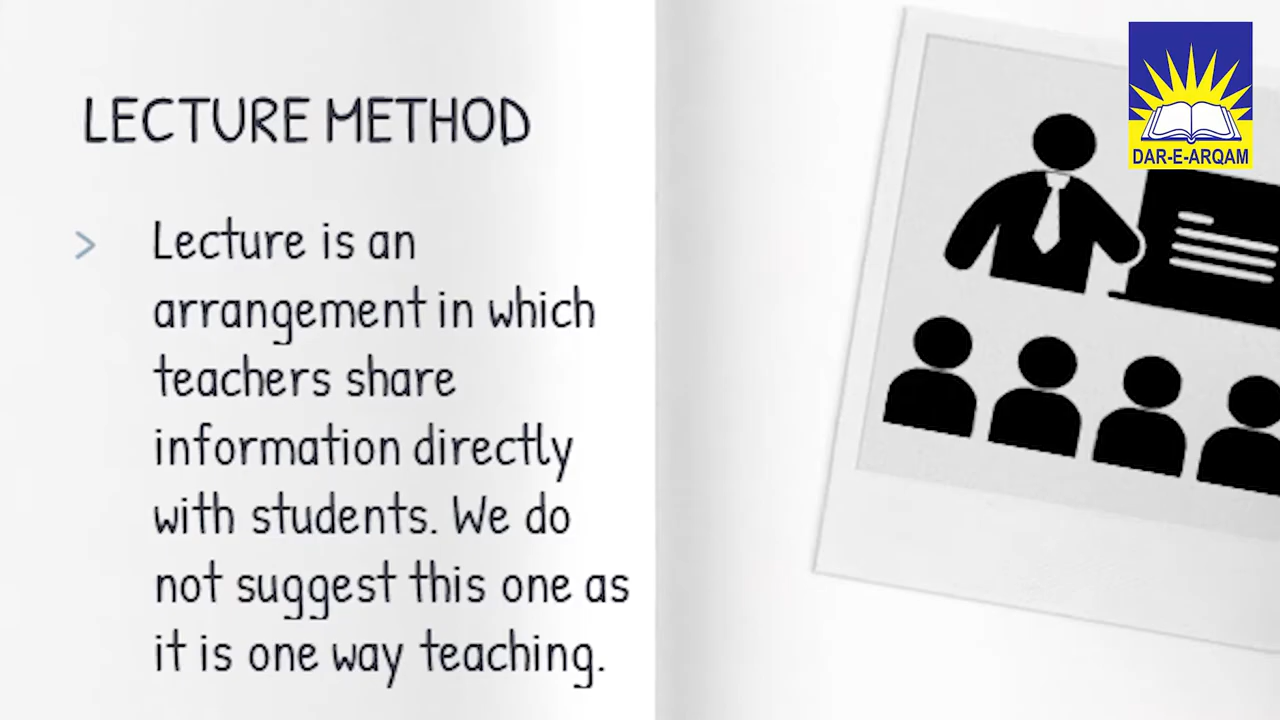 LECTURE METHOD
> Lecture is an
arrangement in which
teachers share
information directly
with students. We do
not suggest this one as
it is one way teaching.
DAR-E-ARQAM